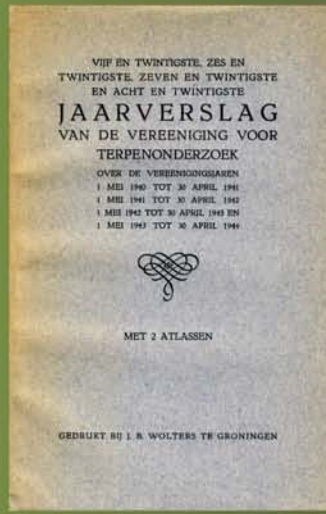 VIJF EN TWINTIGSTE, ZES EN
TWINTIGSTE, ZEVEN EN TWINTIGSTE
EN ACHT EN TWINTIGSTE
JAARVERSLAG
VAN DE VEREENIGING VOOR
TERPENONDERZOEK
OVER DE VEREENIGINGSJAREN
1 MEI 1940 TOT 30 APRIL 1941
1 MEI 1941 TOT 30 APRIL 1942
1 MEI 1942 TOT 30 APRIL 1943 EN
1 MEI 1943 TOT 30 APRIL 1944
MET 2 ATLASSEN
GEDRUKT BIJ J. B. WOLTERS TE GRONINGEN